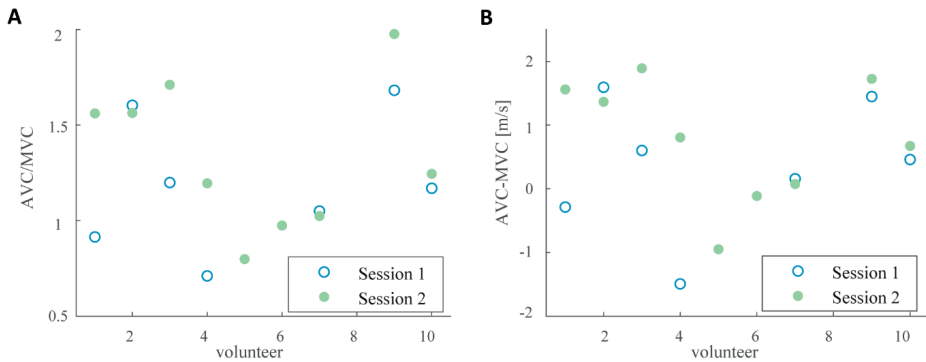 A
AVC/MVC
2
1.5
1
0.5
2
4
6
8
10
volunteer
Session 1
Session 2
B
AVC-MVC [m/s]
2
1
0
-1
-2
2
4
6
8
10
volunteer
Session 1
Session 2